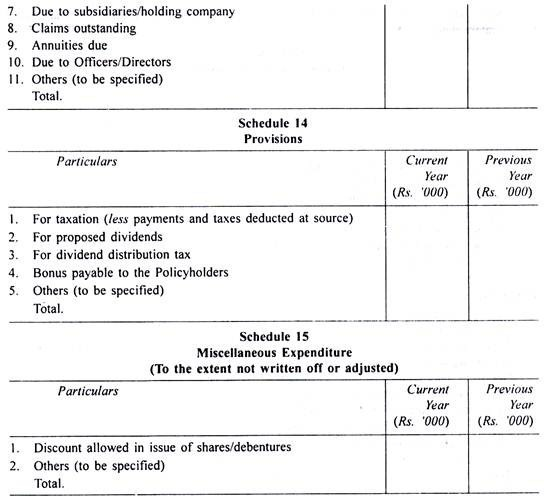 7. Due to subsidiaries/holding company
8. Claims outstanding
9. Annuities due
10. Due to Officers/Directors
11. Others (to be specified)
Total.
Schedule 14
Provisions
Particulars Current Previous
Year Year
(Rs. '000) (Rs. '000)
1. For taxation (less payments and taxes deducted at source)
2. For proposed dividends
3. For dividend distribution tax
4. Bonus payable to the Policyholders
5. Others (to be specified)
Total.
Schedule 15
Miscellaneous Expenditure
(To the extent not written off or adjusted)
Particulars Current Previous
Year Year
(Rs. '000) (Rs. '000)
1. Discount allowed in issue of shares/debentures
2. Others (to be specified)
Total.